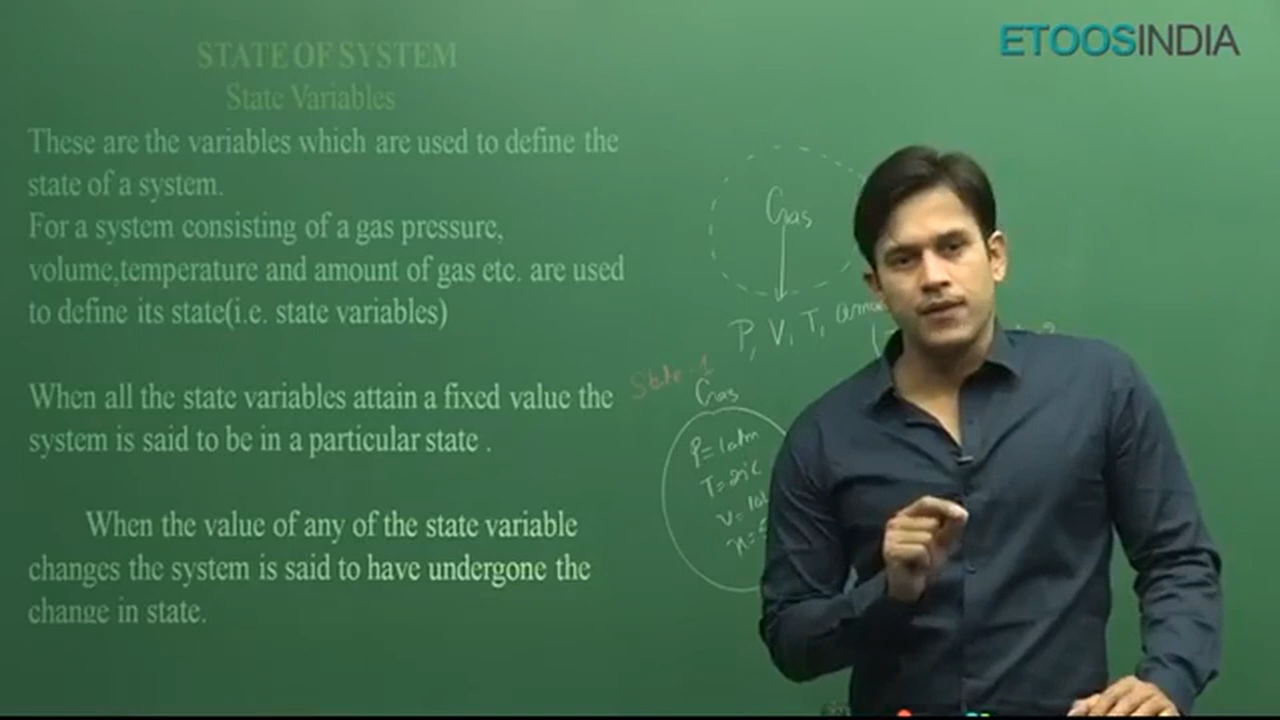 ETOOSINDIA
STATE OF SYSTEM
State Variables
These are the variables which are used to define the
state of a system.
For a system consisting of a gas pressure,
volume,temperature and amount of gas etc. are used
to define its state(i.e. state variables)
When all the state variables attain a fixed value the
system is said to be in a particular state .
When the value of any of the state variable
changes the system is said to have undergone the
change in state.
Gas
P, V, T,
State-1
Gas
P=1atm
T=
V=
n=